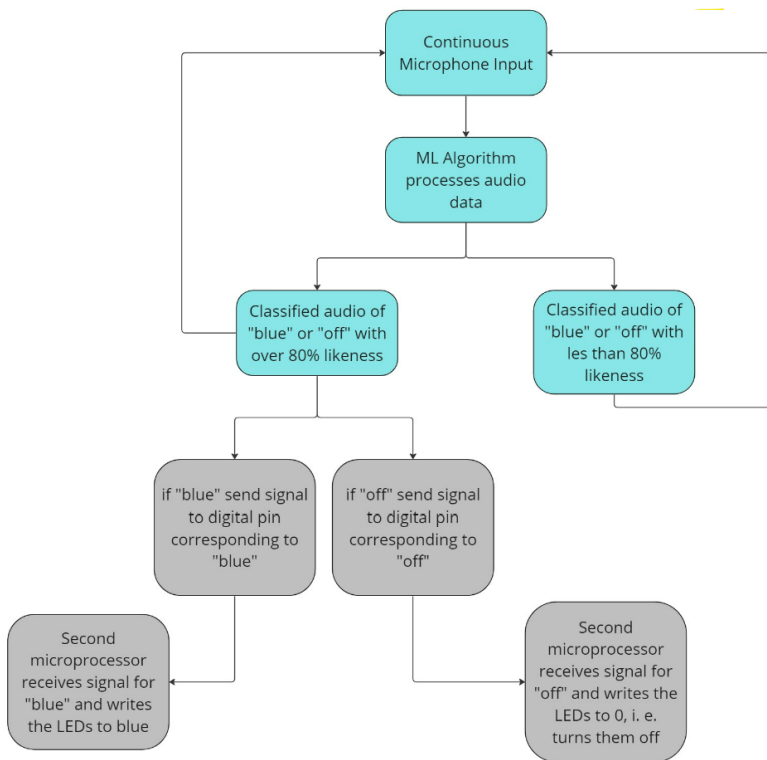 Continuous
Microphone Input
ML Algorithm
processes audio
data
Classified audio of
"blue" or "off" with
over 80% likeness
Classified audio of
"blue" or "off" with
les than 80%
likeness
if "blue" send signal
to digital pin
corresponding to
"blue"
if "off" send signal
to digital pin
corresponding to
"off"
Second
microprocessor
receives signal for
"blue" and writes
the LEDs to blue
Second
microprocessor
receives signal for
"off" and writes the
LEDs to 0, i. e.
turns them off